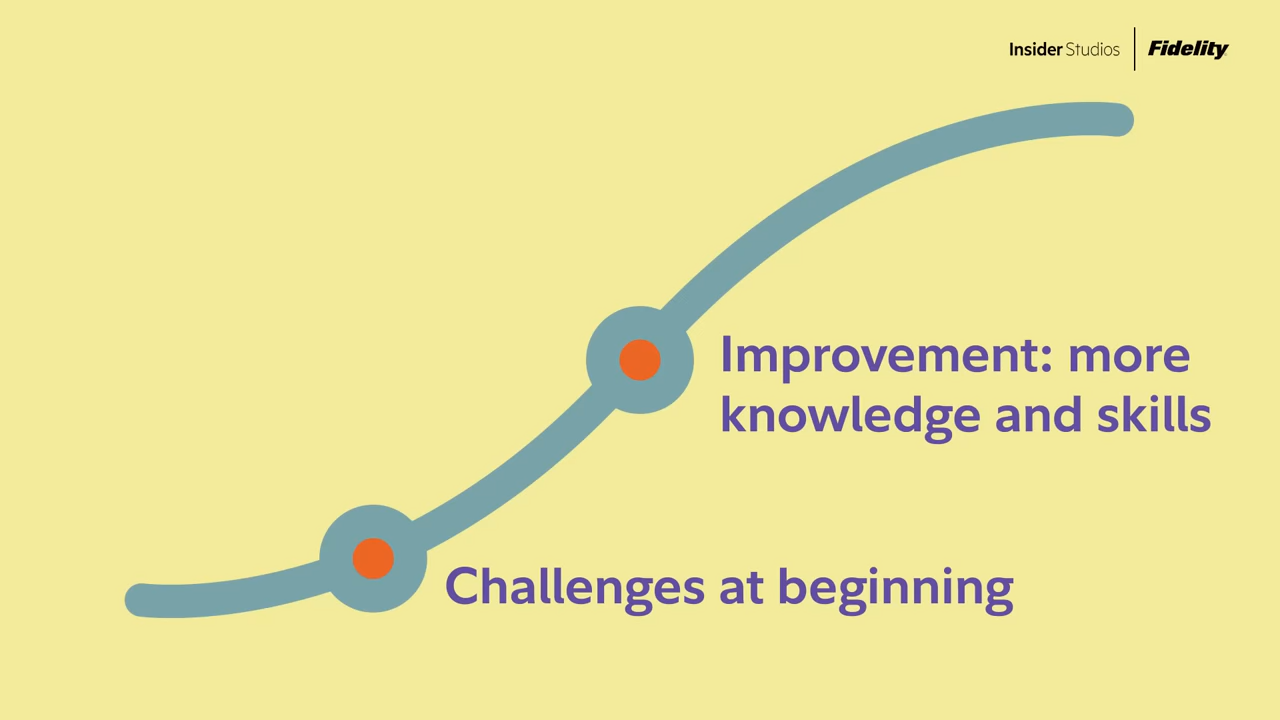 Insider Studios | Fidelity
Improvement: more
knowledge and skills
Challenges at beginning